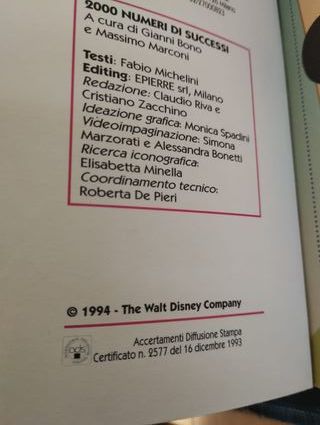 2000 NUMERI DI SUCCESSI
A cura di Gianni Bono
e Massimo Marconi
Testi: Fabio Michelini
Editing: EPIERRE srl, Milano
Redazione: Claudio Riva e
Cristiano Zacchino
Ideazione grafica: Monica Spadini
Videoimpaginazione: Simona
Marzorati e Alessandra Bonetti
Ricerca iconografica:
Elisabetta Minella
Coordinamento tecnico:
Roberta De Pieri
© 1994 - The Walt Disney Company
Accertamenti Diffusione Stampa
Certificato n. 2577 del 16 dicembre 1993